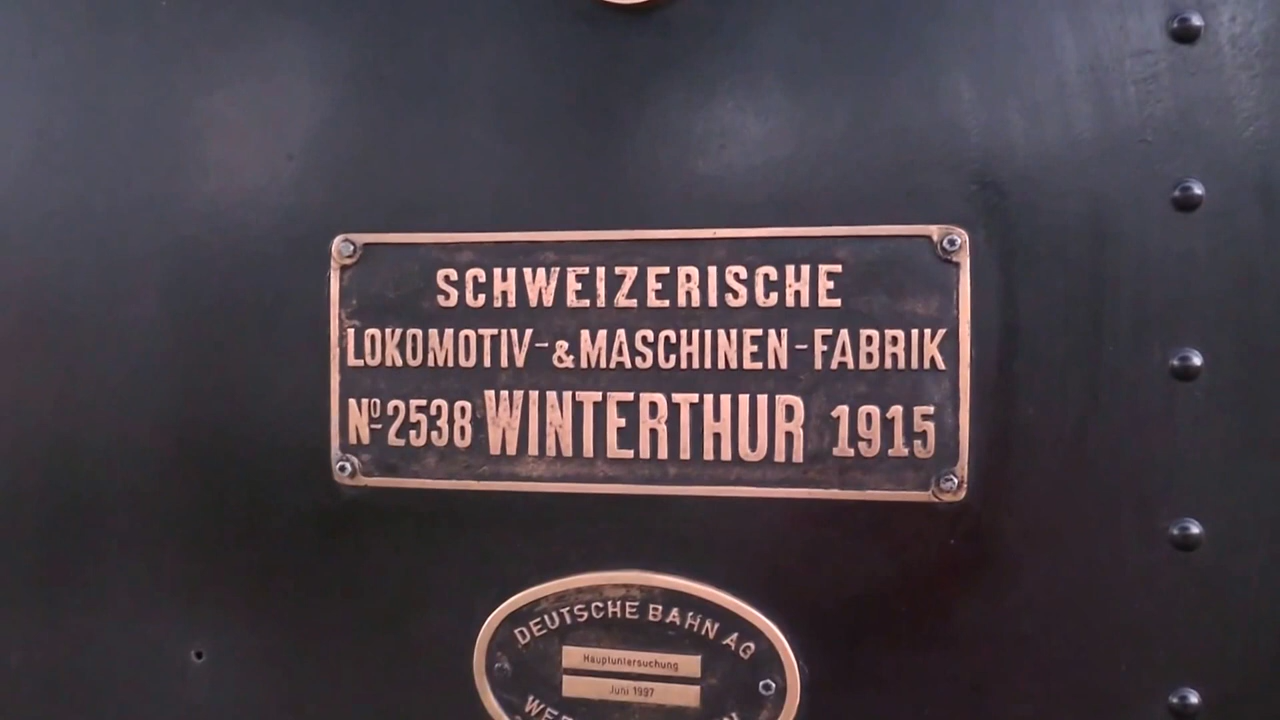 SCHWEIZERISCHE
LOKOMOTIV-&MASCHINEN-FABRIK
Nº 2538 WINTERTHUR 1915
DEUTSCHE BAHN AG
Hauptuntersuchung
Juni 1997